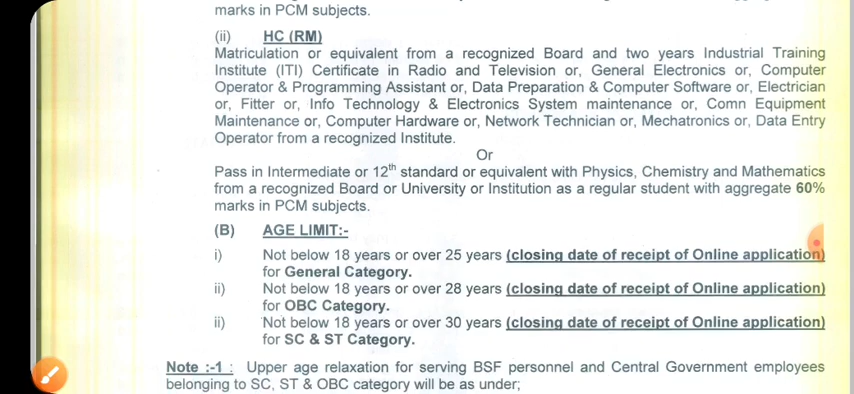 marks in PCM subjects.
(ii) HC (RM)
Matriculation or equivalent from a recognized Board and two years Industrial Training
Institute (ITI) Certificate in Radio and Television or, General Electronics or, Computer
Operator & Programming Assistant or, Data Preparation & Computer Software or, Electrician
or, Fitter or, Info Technology & Electronics System maintenance or, Comn Equipment
Maintenance or, Computer Hardware or, Network Technician or, Mechatronics or, Data Entry
Operator from a recognized Institute.
Or
Pass in Intermediate or 12th standard or equivalent with Physics, Chemistry and Mathematics
from a recognized Board or University or Institution as a regular student with aggregate 60%
marks in PCM subjects.
(B) AGE LIMIT:-
i) Not below 18 years or over 25 years (closing date of receipt of Online application)
for General Category.
ii) Not below 18 years or over 28 years (closing date of receipt of Online application)
for OBC Category.
ii) Not below 18 years or over 30 years (closing date of receipt of Online application)
for SC & ST Category.
Note :-1 : Upper age relaxation for serving BSF personnel and Central Government employees
belonging to SC, ST & OBC category will be as under;